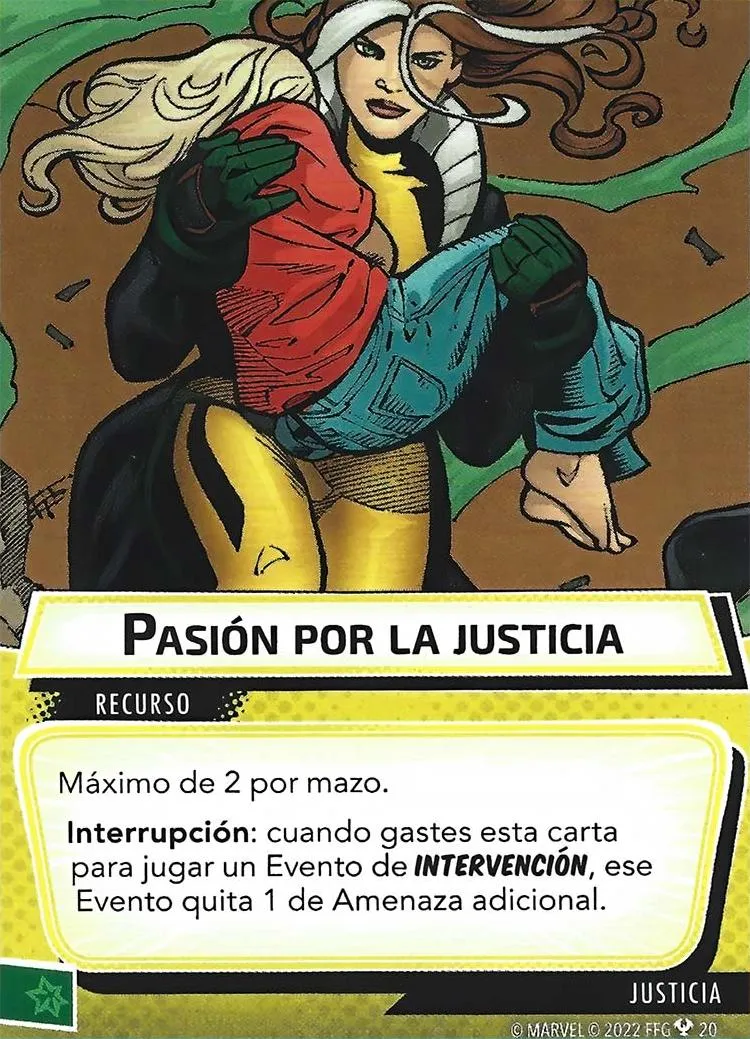 PASIÓN POR LA JUSTICIA
RECURSO
Máximo de 2 por mazo.
Interrupción: cuando gastes esta carta
para jugar un Evento de INTERVENCIÓN, ese
Evento quita 1 de Amenaza adicional.
JUSTICIA
© MARVEL © 2022 FFG 20